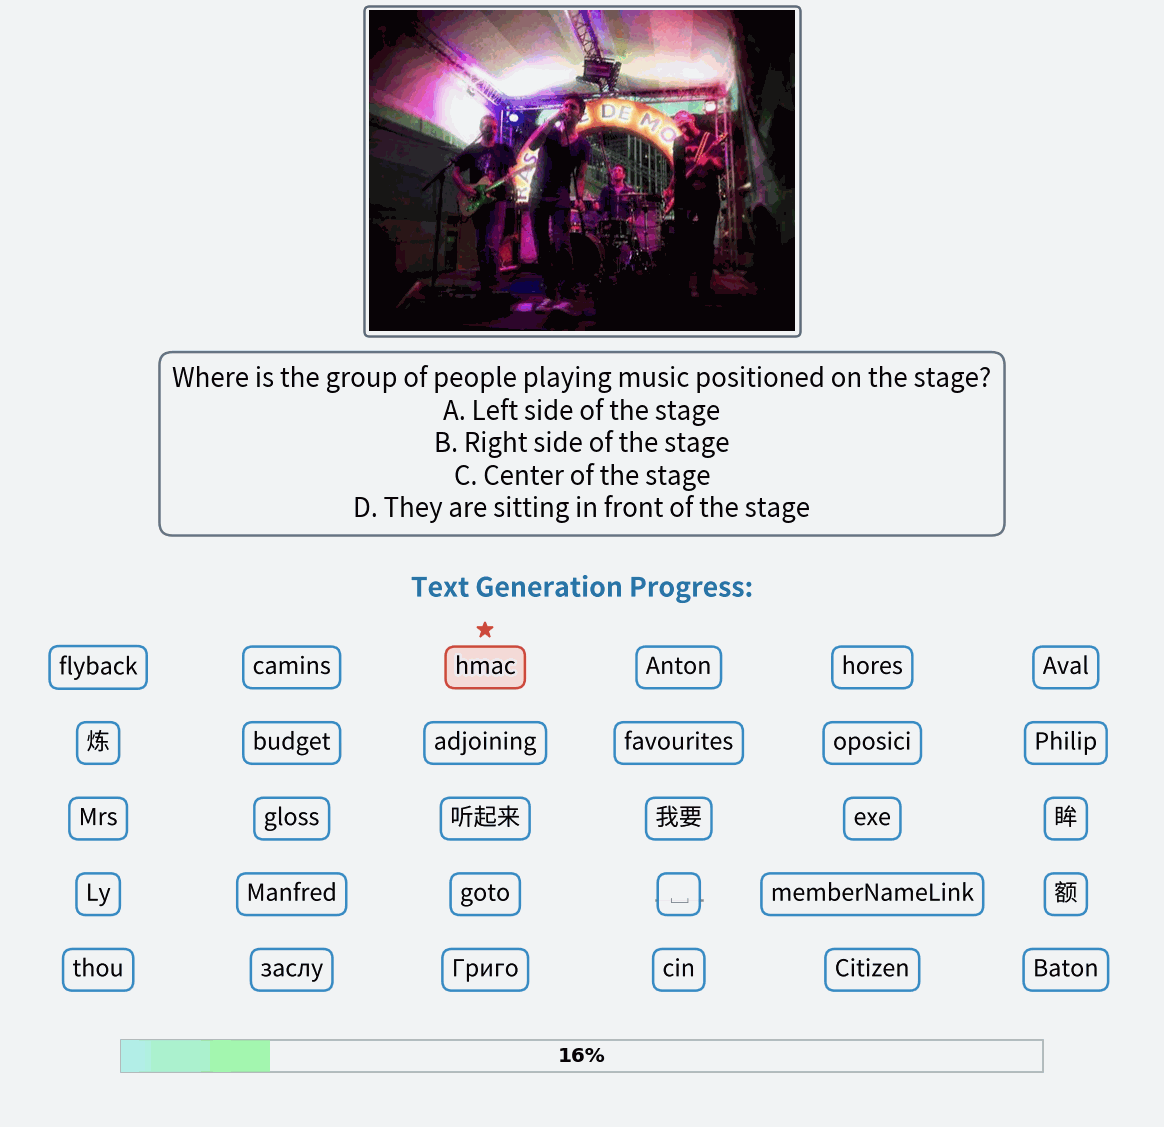 DE MO
RAS
Where is the group of people playing music positioned on the stage?
A. Left side of the stage
B. Right side of the stage
C. Center of the stage
D. They are sitting in front of the stage
Text Generation Progress:
flyback camins hmac Anton hores Aval
炼 budget adjoining favourites oposici Philip
Mrs gloss 听起来 我要 exe 眸
Ly Manfred goto memberNameLink 额
thou заслу Григо cin Citizen Baton
16%